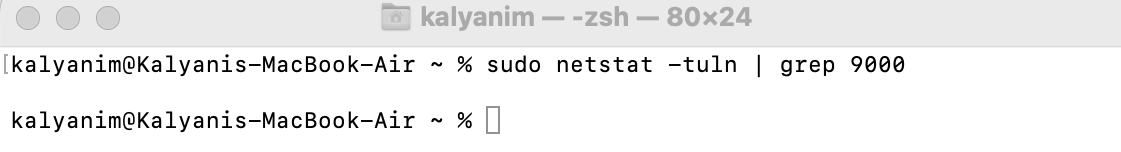 kalyanim — -zsh — 80×24
[kalyanim@Kalyanis-MacBook-Air ~ % sudo netstat -tuln | grep 9000
kalyanim@Kalyanis-MacBook-Air ~ %